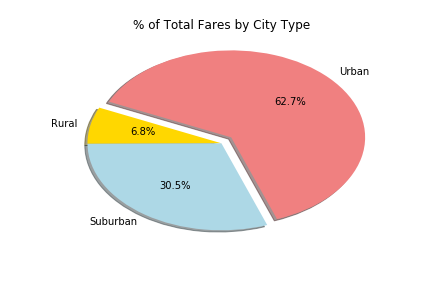 % of Total Fares by City Type
Urban
62.7%
Rural
6.8%
30.5%
Suburban